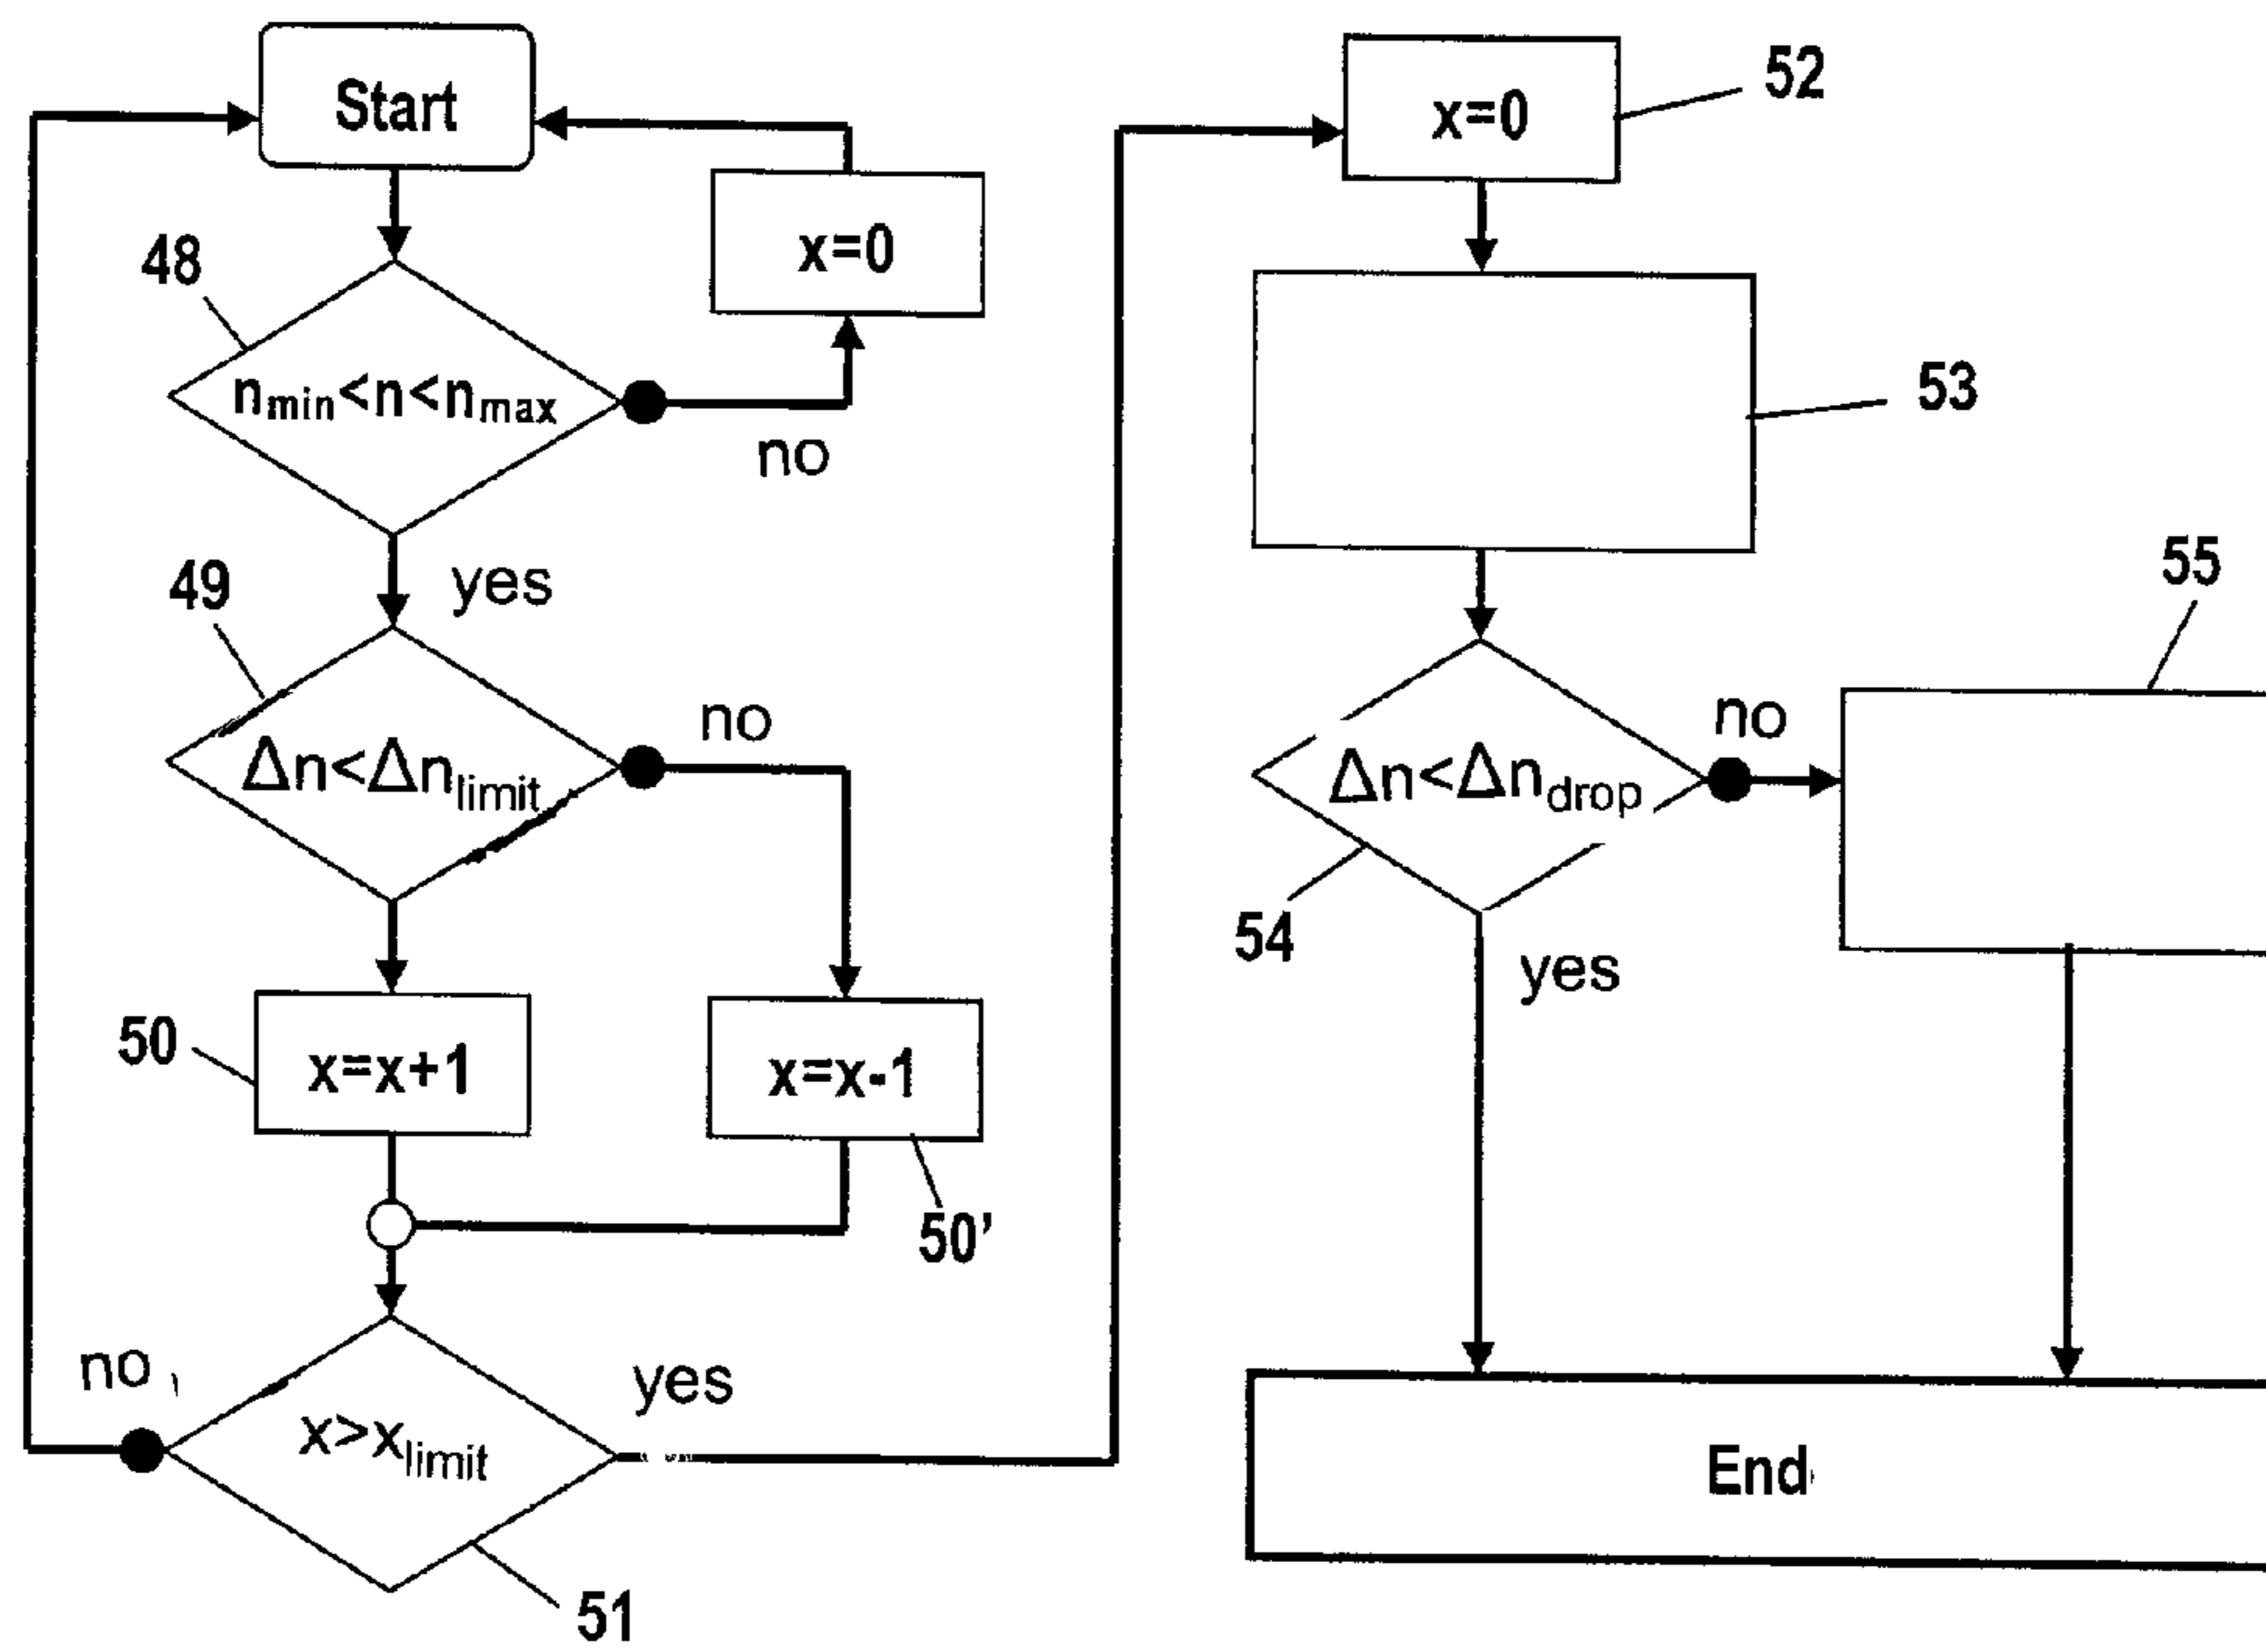 Start
x=0
48
n_min<n<n_max
no
yes
49
Δn<Δn_limit
no
50
x=x+1
x=x-1
50'
no
x>x_limit
yes
51
x=0
52
53
Δn<Δn_drop
no
55
54
yes
End